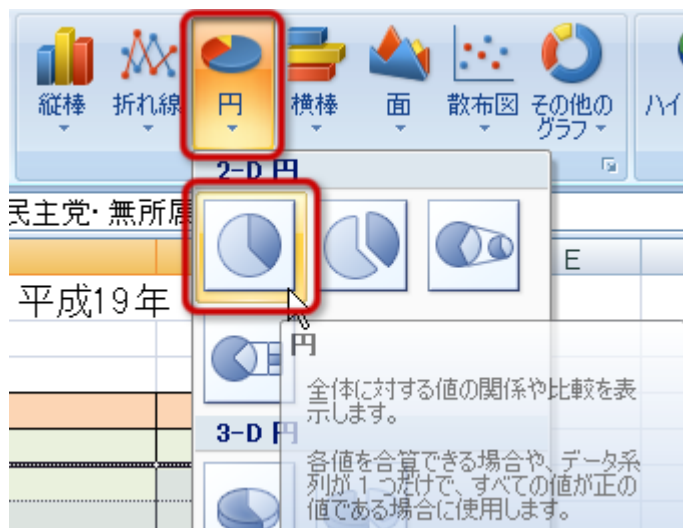 縦棒 折れ線 円 横棒 面 散布図 その他の
グラフ
ハイ
2-D 円
民主党・無所属
E
平成19年
円
全体に対する値の関係や比較を表
示します。
3-D 円
各値を合算できる場合や、データ系
列が 1 つだけで、すべての値が正の
値である場合に使用します。